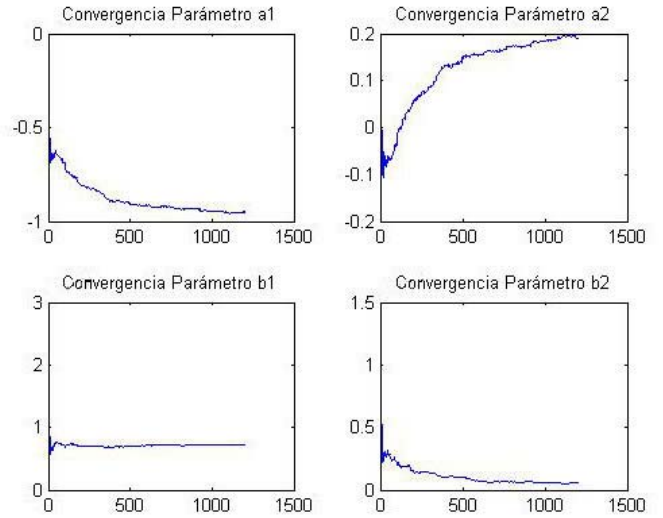 Convergencia Parámetro a1
0
-0.5
-1
0 500 1000 1500
Convergencia Parámetro a2
0.2
0.1
0
-0.1
-0.2
0 500 1000 1500
Convergencia Parámetro b1
3
2
1
0
0 500 1000 1500
Convergencia Parámetro b2
1.5
1
0.5
0
0 500 1000 1500